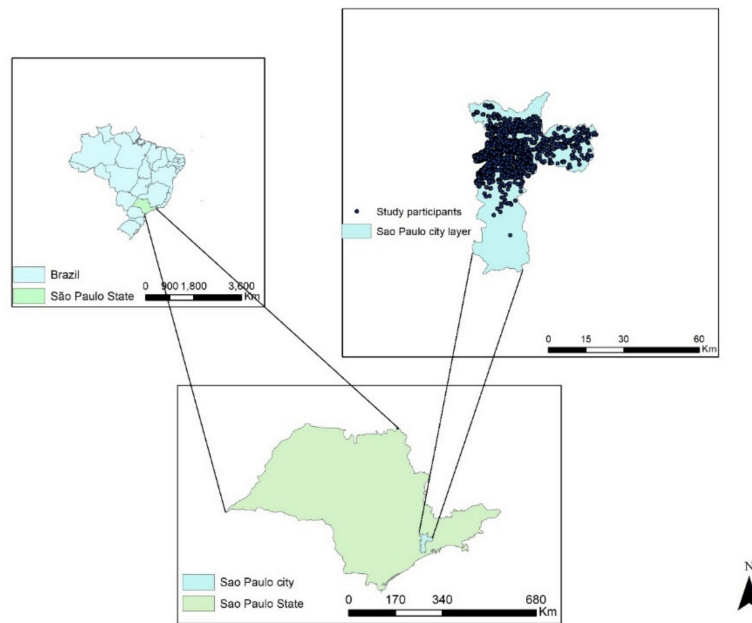 Brazil
São Paulo State
0 900 1,800 3,600
Km
Study participants
Sao Paulo city layer
0 15 30 60
Km
Sao Paulo city
Sao Paulo State
0 170 340 680
Km
N